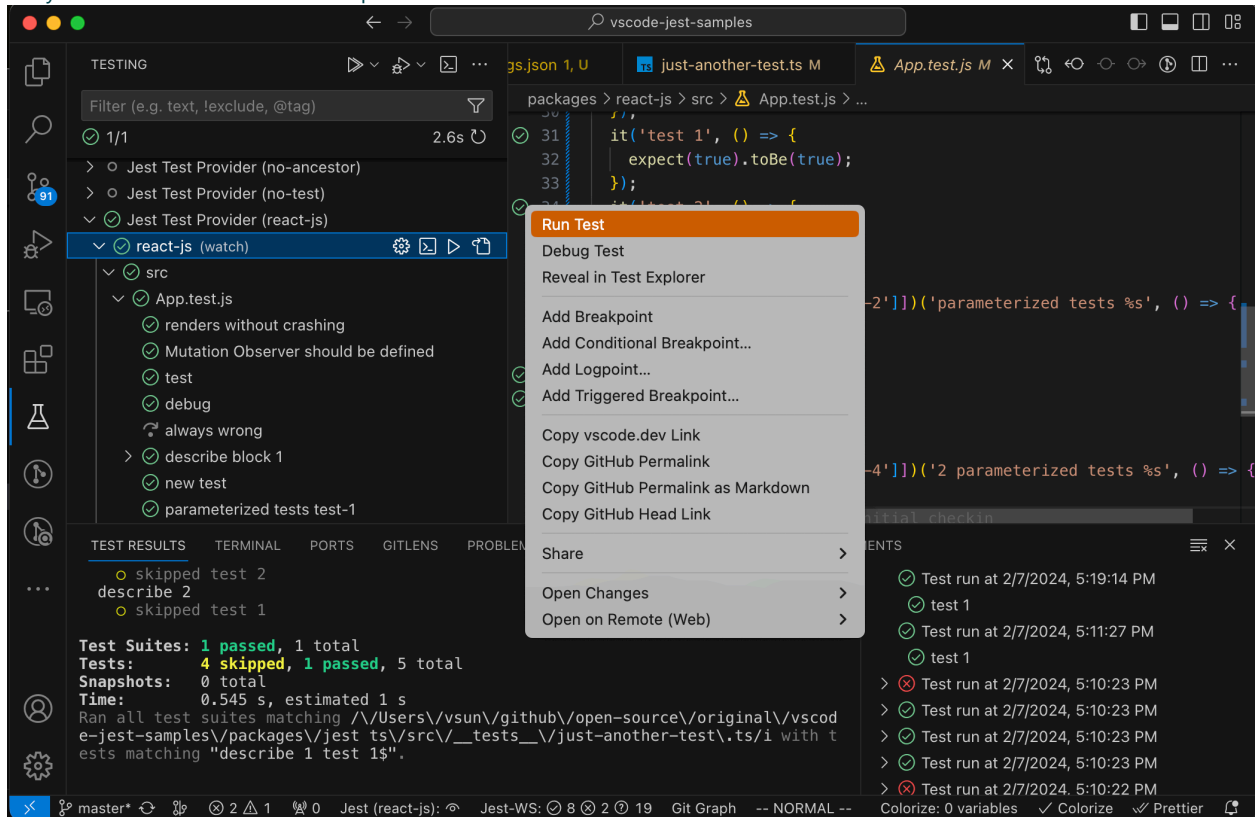 vscode-jest-samples
TESTING
gs.json 1, U
TS just-another-test.ts M
App.test.js M
Filter (e.g. text, !exclude, @tag)
packages > react-js > src > App.test.js > ...
1/1
2.6s
30 });
31 it('test 1', () => {
32 expect(true).toBe(true);
33 });
Jest Test Provider (no-ancestor)
Jest Test Provider (no-test)
91
Jest Test Provider (react-js)
react-js (watch)
src
App.test.js
renders without crashing
Mutation Observer should be defined
test
debug
always wrong
describe block 1
new test
parameterized tests test-1
Run Test
Debug Test
Reveal in Test Explorer
Add Breakpoint
Add Conditional Breakpoint...
Add Logpoint...
Add Triggered Breakpoint...
Copy vscode.dev Link
Copy GitHub Permalink
Copy GitHub Permalink as Markdown
Copy GitHub Head Link
Share
Open Changes
Open on Remote (Web)
-2']])('parameterized tests %s', () => {
-4']])('2 parameterized tests %s', () => {
nitial checkin
TEST RESULTS TERMINAL PORTS GITLENS PROBLEM
ENTS
skipped test 2
describe 2
skipped test 1
Test Suites: 1 passed, 1 total
Tests: 4 skipped, 1 passed, 5 total
Snapshots: 0 total
Time: 0.545 s, estimated 1 s
Ran all test suites matching /\/Users\/vsun\/github\/open-source\/original\/vscod
e-jest-samples\/packages\/jest ts\/src\/__tests__\/just-another-test\.ts/i with t
ests matching "describe 1 test 1$".
Test run at 2/7/2024, 5:19:14 PM
test 1
Test run at 2/7/2024, 5:11:27 PM
test 1
Test run at 2/7/2024, 5:10:23 PM
Test run at 2/7/2024, 5:10:23 PM
Test run at 2/7/2024, 5:10:23 PM
Test run at 2/7/2024, 5:10:23 PM
Test run at 2/7/2024, 5:10:22 PM
master* 2 1 0 Jest (react-js): Jest-WS: 8 2 19 Git Graph -- NORMAL -- Colorize: 0 variables Colorize Prettier